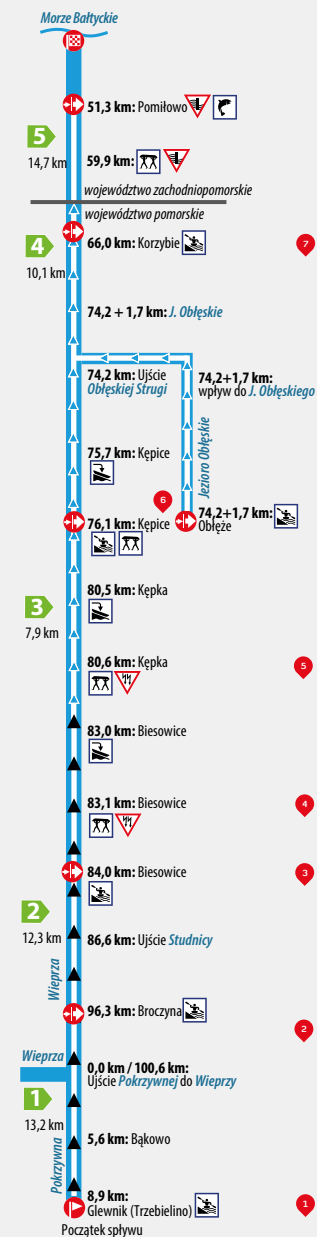 Morze Bałtyckie
51,3 km: Pomiłowo
5
14,7 km
59,9 km:
województwo zachodniopomorskie
województwo pomorskie
66,0 km: Korzybie
7
4
10,1 km
74,2 + 1,7 km: J. Obłęskie
74,2 km: Ujście
Obłęskiej Strugi
74,2+1,7 km:
wpływ do J. Obłęskiego
Jezioro Obłęskie
75,7 km: Kępice
6
76,1 km: Kępice
74,2+1,7 km:
Obłęże
80,5 km: Kępka
3
7,9 km
80,6 km: Kępka
5
83,0 km: Biesowice
83,1 km: Biesowice
4
84,0 km: Biesowice
3
2
12,3 km
86,6 km: Ujście Studnicy
Wieprza
96,3 km: Broczyna
2
Wieprza
0,0 km / 100,6 km:
Ujście Pokrzywnej do Wieprzy
1
13,2 km
5,6 km: Bąkowo
Pokrzywna
8,9 km:
Glewnik (Trzebielino)
1
Początek spływu